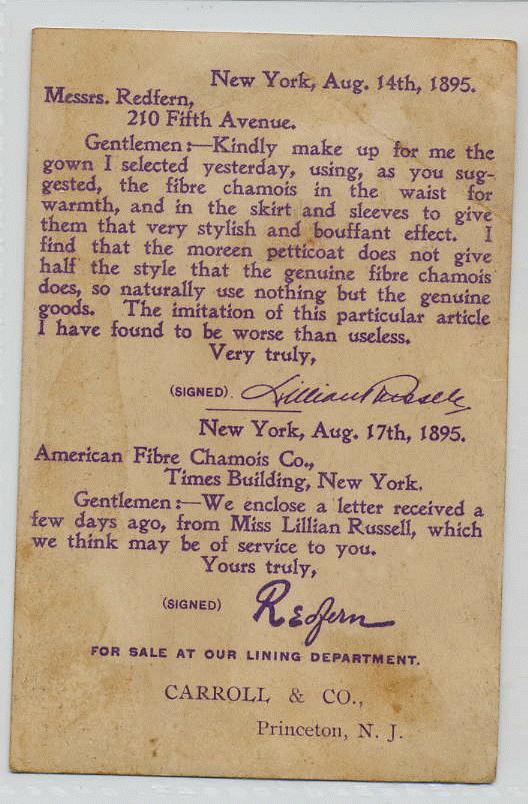 New York, Aug. 14th, 1895.
Messrs. Redfern,
210 Fifth Avenue.
Gentlemen:—Kindly make up for me the
gown I selected yesterday, using, as you sug-
gested, the fibre chamois in the waist for
warmth, and in the skirt and sleeves to give
them that very stylish and bouffant effect. I
find that the moreen petticoat does not give
half the style that the genuine fibre chamois
does, so naturally use nothing but the genuine
goods. The imitation of this particular article
I have found to be worse than useless.
Very truly,
(SIGNED). Lillian Russell
New York, Aug. 17th, 1895.
American Fibre Chamois Co.,
Times Building, New York.
Gentlemen:—We enclose a letter received a
few days ago, from Miss Lillian Russell, which
we think may be of service to you.
Yours truly,
(SIGNED) Redfern
FOR SALE AT OUR LINING DEPARTMENT.
CARROLL & CO.,
Princeton, N. J.